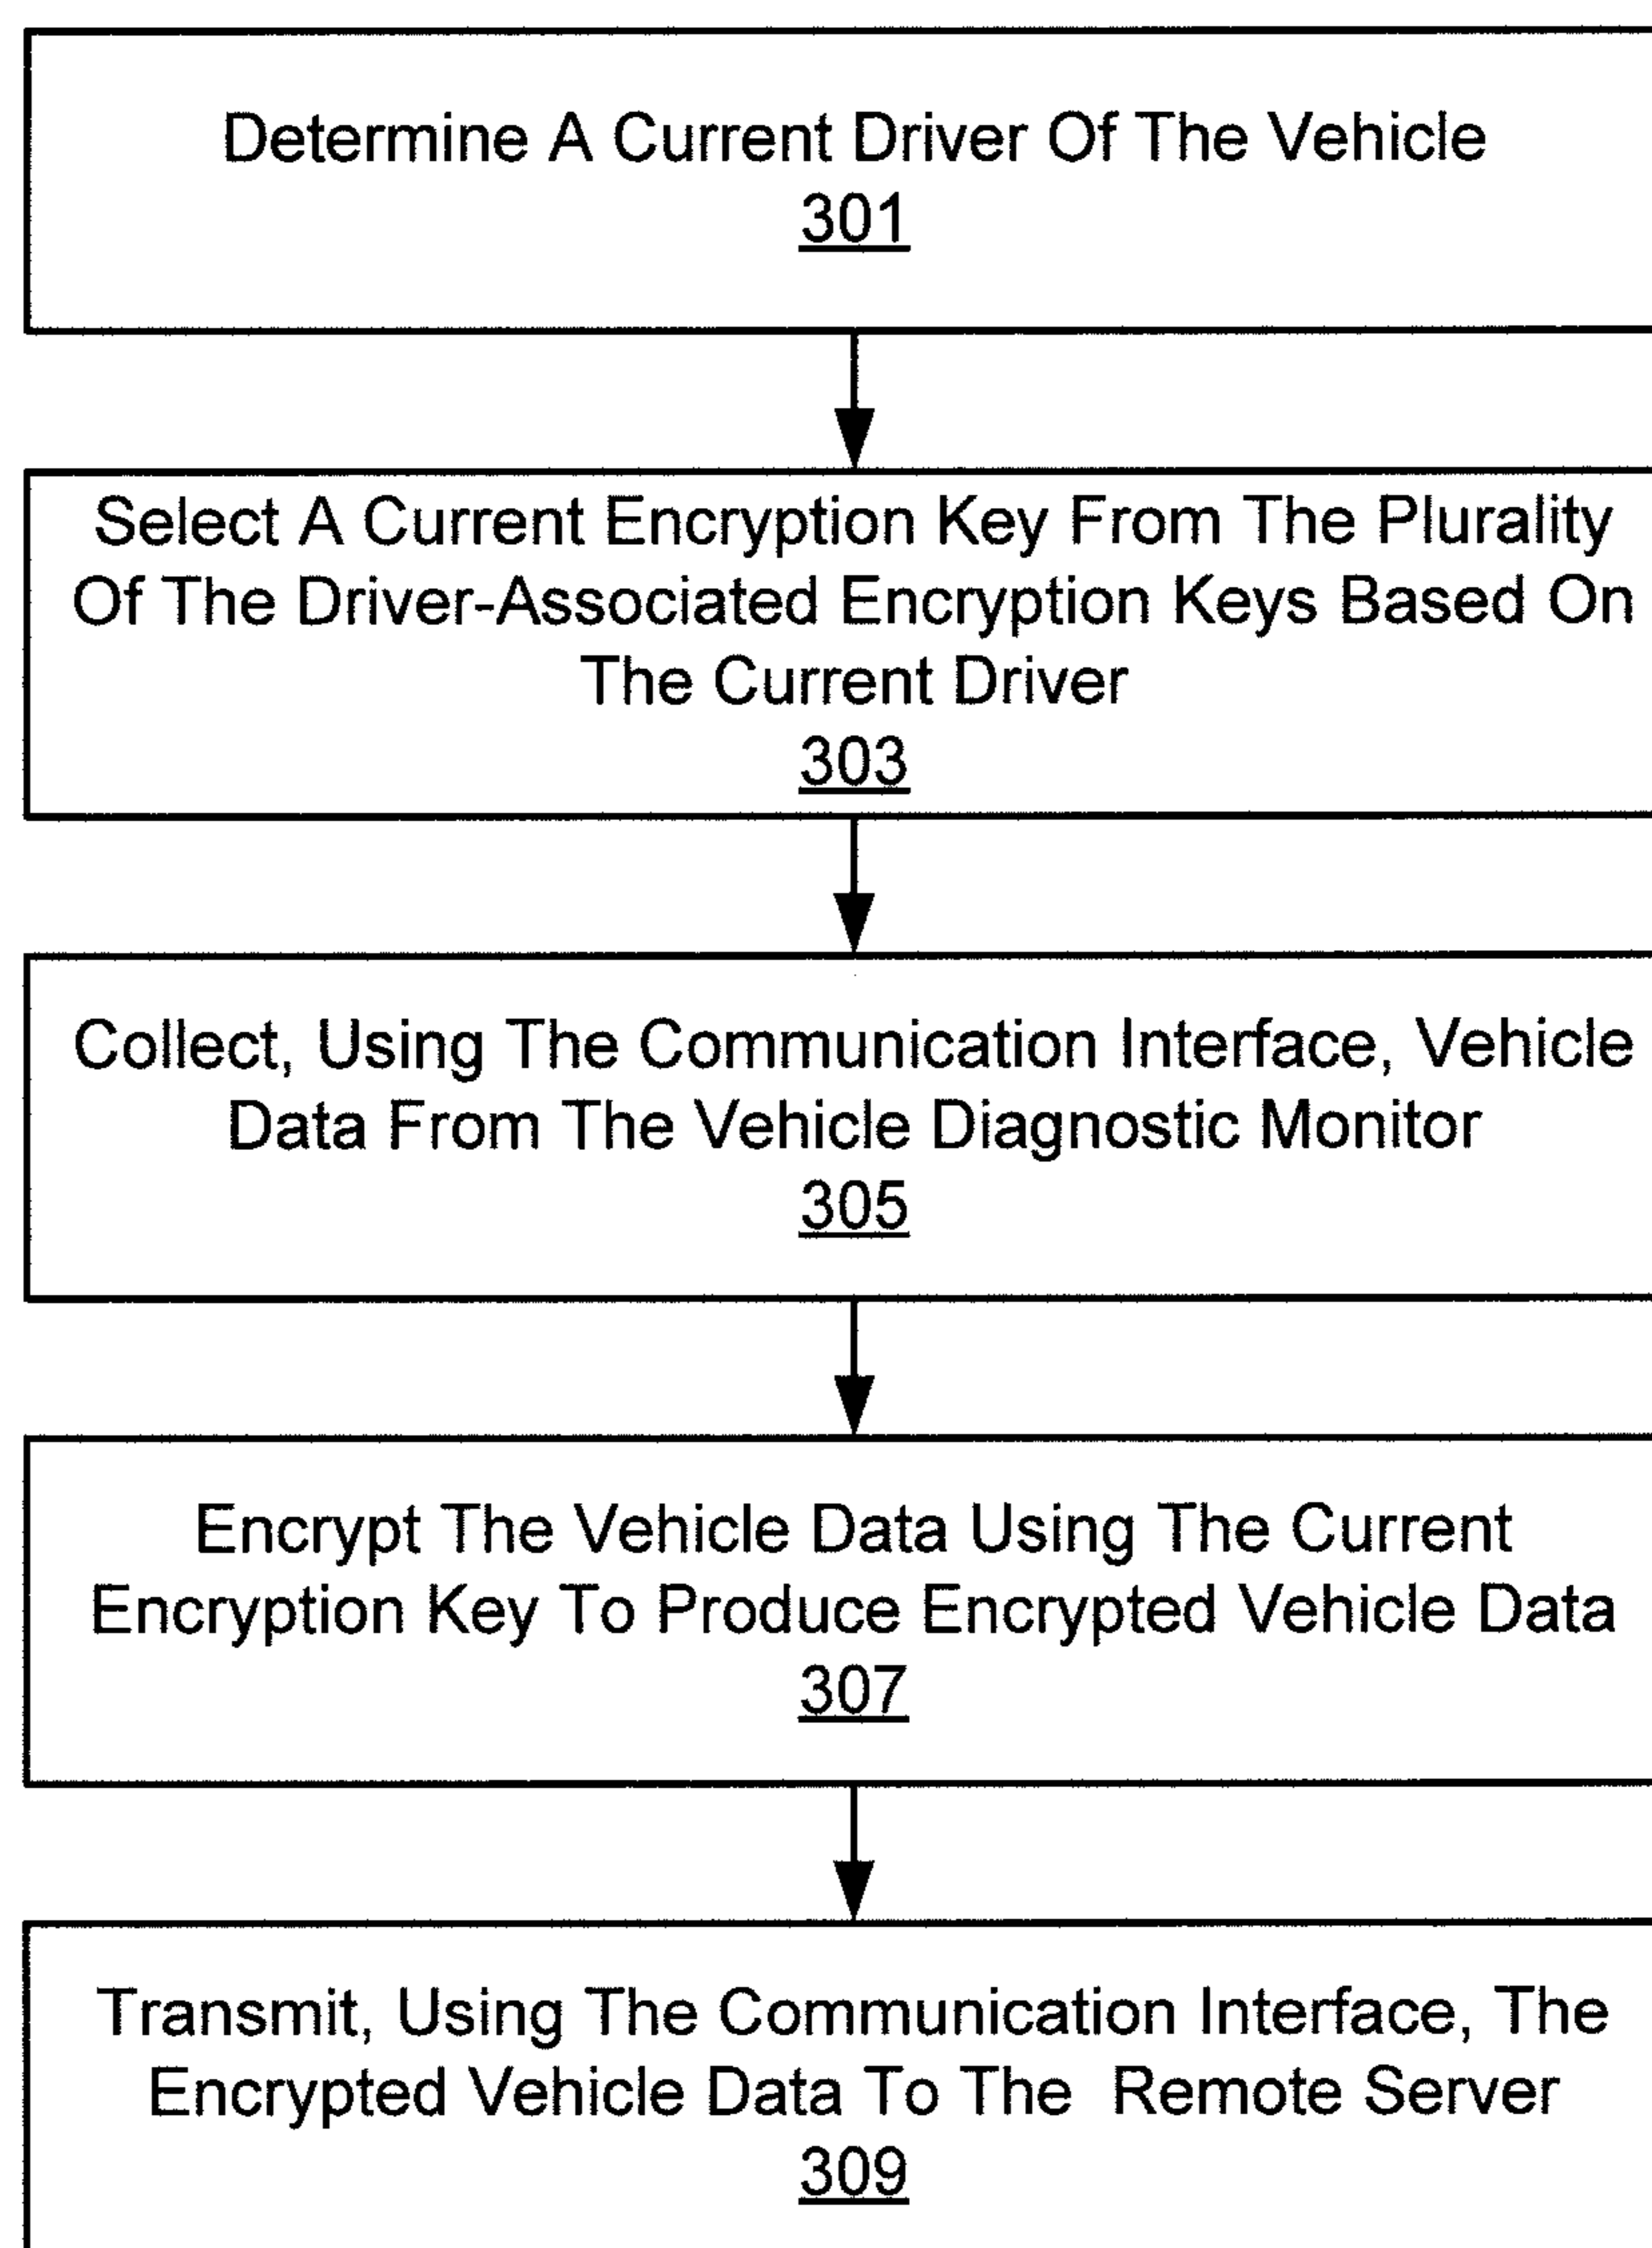 Determine A Current Driver Of The Vehicle
301
Select A Current Encryption Key From The Plurality
Of The Driver-Associated Encryption Keys Based On
The Current Driver
303
Collect, Using The Communication Interface, Vehicle
Data From The Vehicle Diagnostic Monitor
305
Encrypt The Vehicle Data Using The Current
Encryption Key To Produce Encrypted Vehicle Data
307
Transmit, Using The Communication Interface, The
Encrypted Vehicle Data To The Remote Server
309